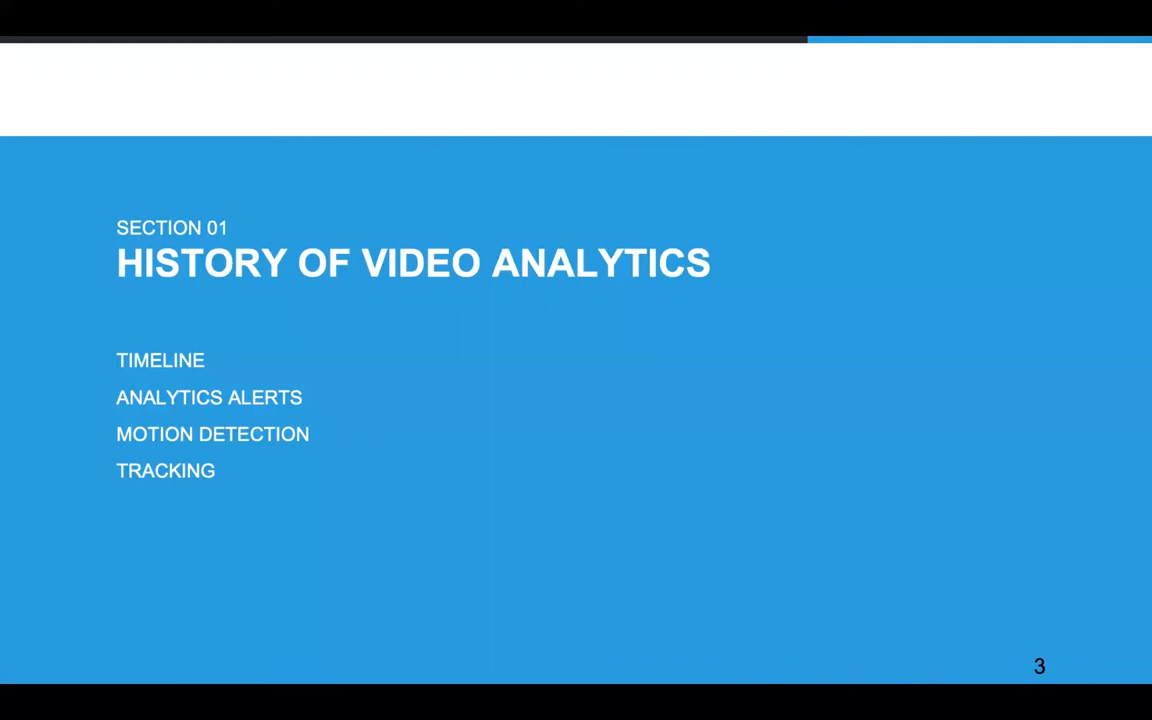 SECTION 01
HISTORY OF VIDEO ANALYTICS
TIMELINE
ANALYTICS ALERTS
MOTION DETECTION
TRACKING
3